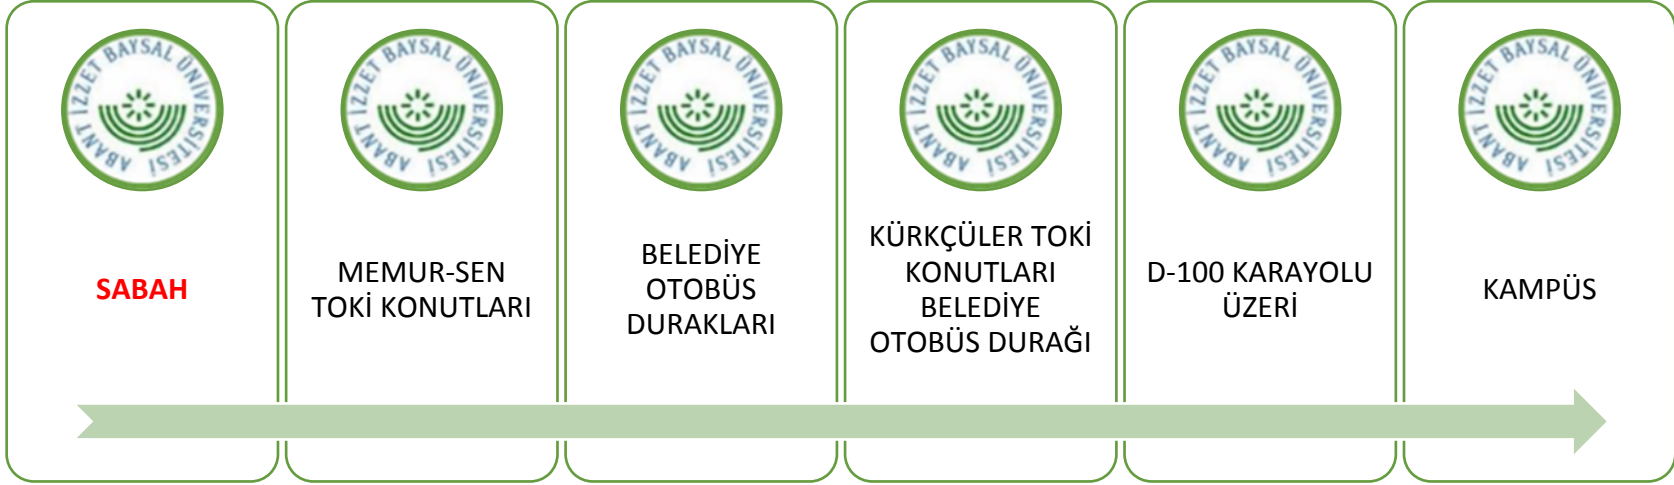 ABANT İZZET BAYSAL ÜNİVERSİTESİ
SABAH
ABANT İZZET BAYSAL ÜNİVERSİTESİ
MEMUR-SEN
TOKİ KONUTLARI
ABANT İZZET BAYSAL ÜNİVERSİTESİ
BELEDİYE
OTOBÜS
DURAKLARI
ABANT İZZET BAYSAL ÜNİVERSİTESİ
KÜRKÇÜLER TOKİ
KONUTLARI
BELEDİYE
OTOBÜS DURAĞI
ABANT İZZET BAYSAL ÜNİVERSİTESİ
D-100 KARAYOLU
ÜZERİ
ABANT İZZET BAYSAL ÜNİVERSİTESİ
KAMPÜS